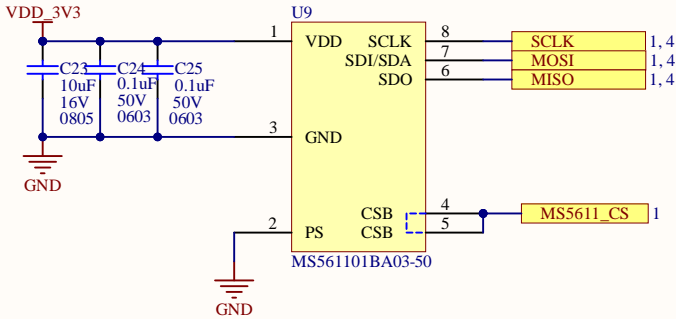 VDD_3V3
U9
1
VDD
SCLK
8
SCLK
1, 4
SDI/SDA
7
MOSI
1, 4
SDO
6
MISO
1, 4
C23
10uF
16V
0805
C24
0.1uF
50V
0603
C25
0.1uF
50V
0603
3
GND
GND
CSB
4
MS5611_CS
1
2
PS
CSB
5
MS561101BA03-50
GND